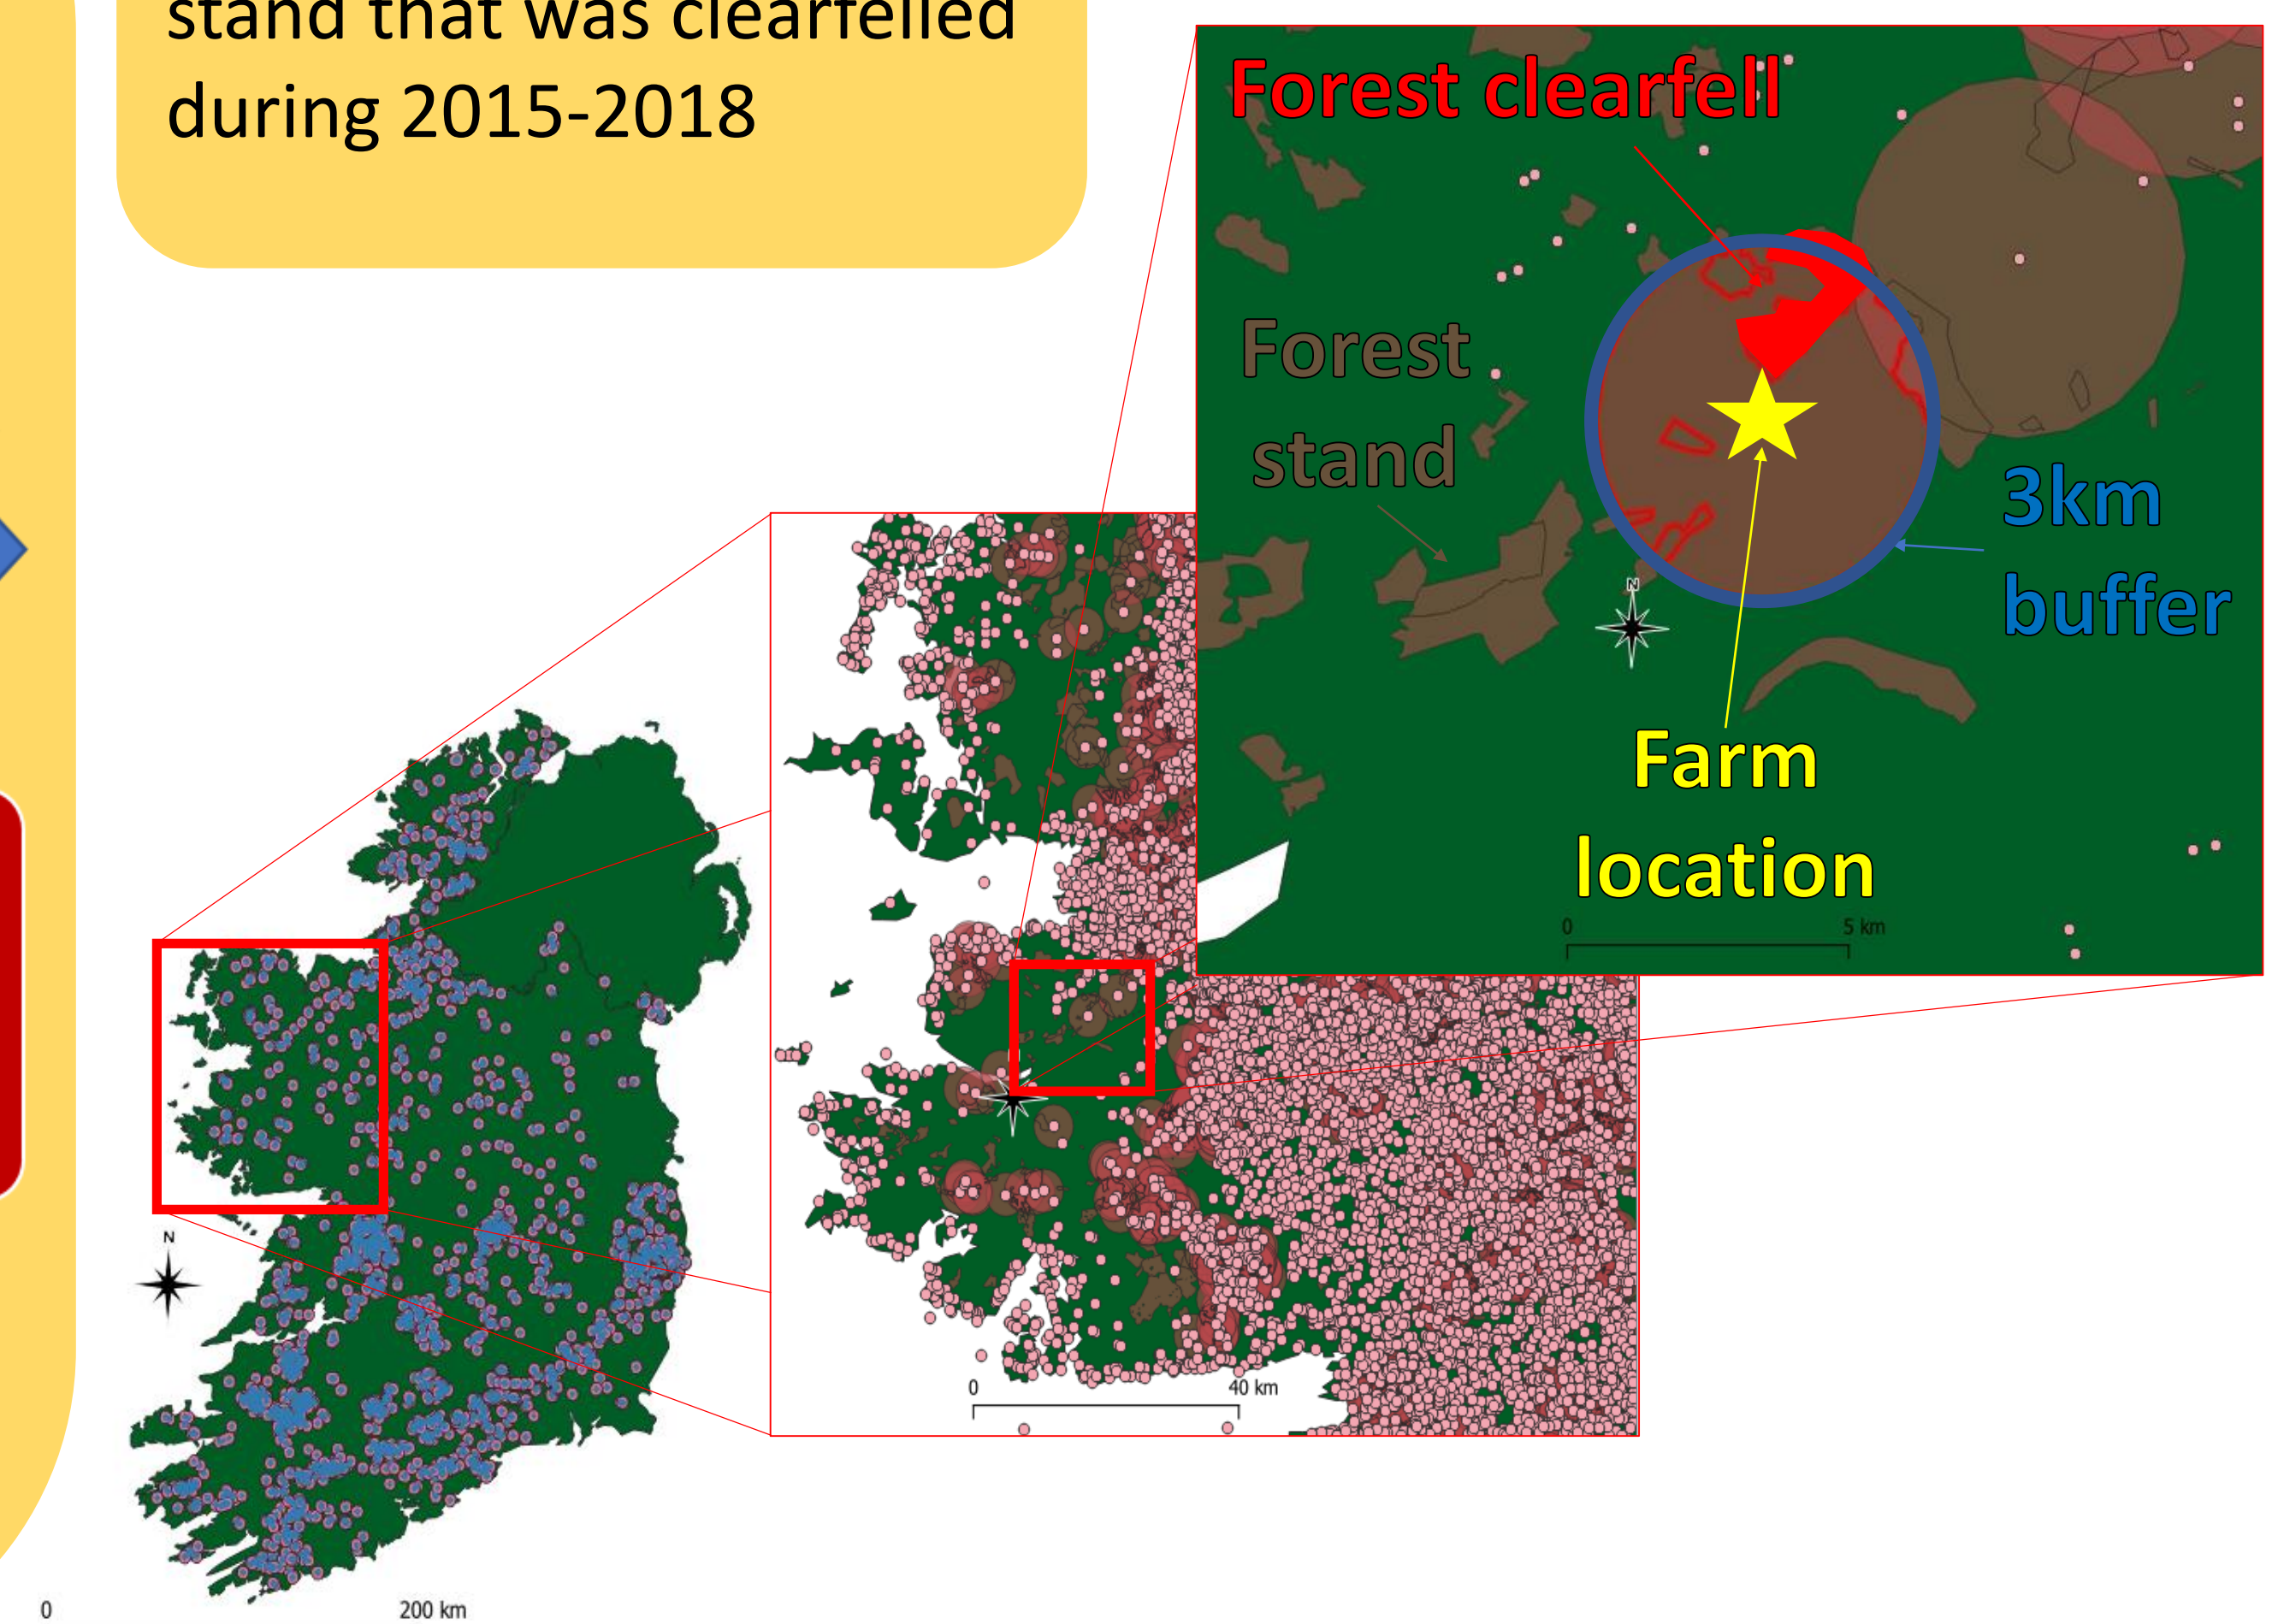 stand that was clearfelled
during 2015-2018
Forest clearfell
Forest
stand
3km
buffer
N
Farm
location
0 5 km
N
0 40 km
0 200 km